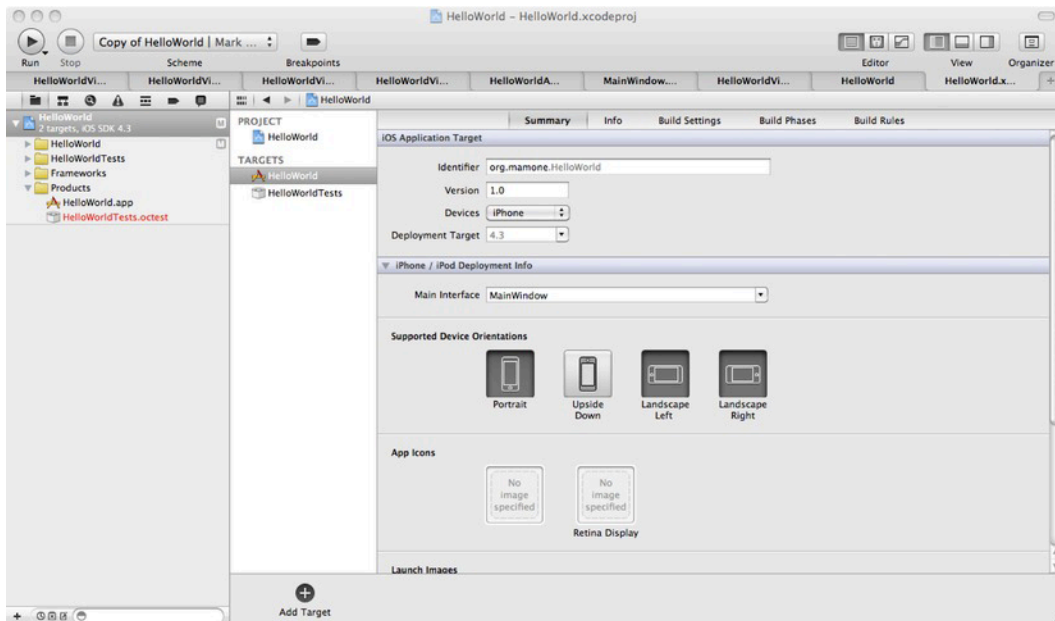 HelloWorld – HelloWorld.xcodeproj
Copy of HelloWorld | Mark ...
Run Stop Scheme Breakpoints Editor View Organizer
HelloWorldVi... HelloWorldVi... HelloWorldVi... HelloWorldVi... HelloWorldA... MainWindow.... HelloWorldVi... HelloWorld HelloWorld.x...
HelloWorld
HelloWorld
2 targets, iOS SDK 4.3
M
HelloWorld
HelloWorldTests
Frameworks
Products
HelloWorld.app
HelloWorldTests.octest
PROJECT
HelloWorld
TARGETS
HelloWorld
HelloWorldTests
Summary Info Build Settings Build Phases Build Rules
iOS Application Target
Identifier org.mamone.HelloWorld
Version 1.0
Devices iPhone
Deployment Target 4.3
iPhone / iPod Deployment Info
Main Interface MainWindow
Supported Device Orientations
Portrait
Upside
Down
Landscape
Left
Landscape
Right
App Icons
No
image
specified
No
image
specified
Retina Display
Launch Images
Add Target